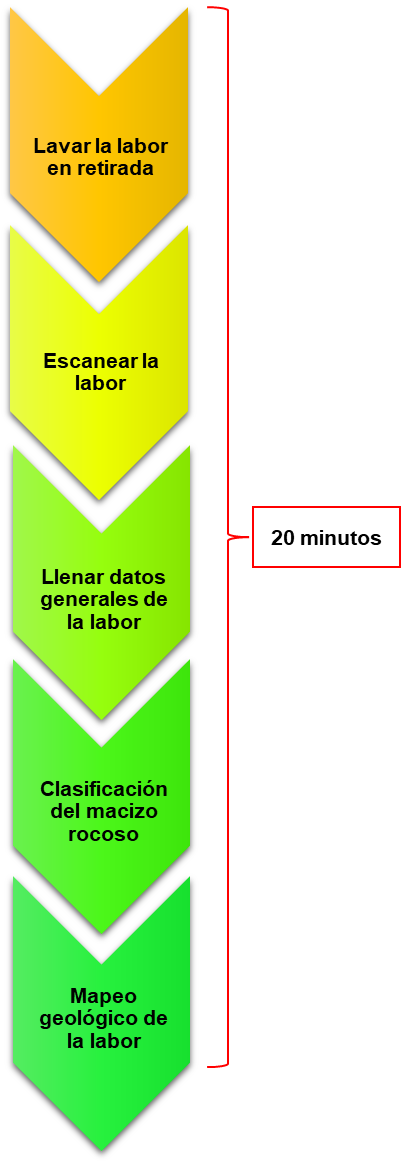 Lavar la labor
en retirada
Escanear la
labor
Llenar datos
generales de
la labor
Clasificación
del macizo
rocoso
Mapeo
geológico de
la labor
20 minutos